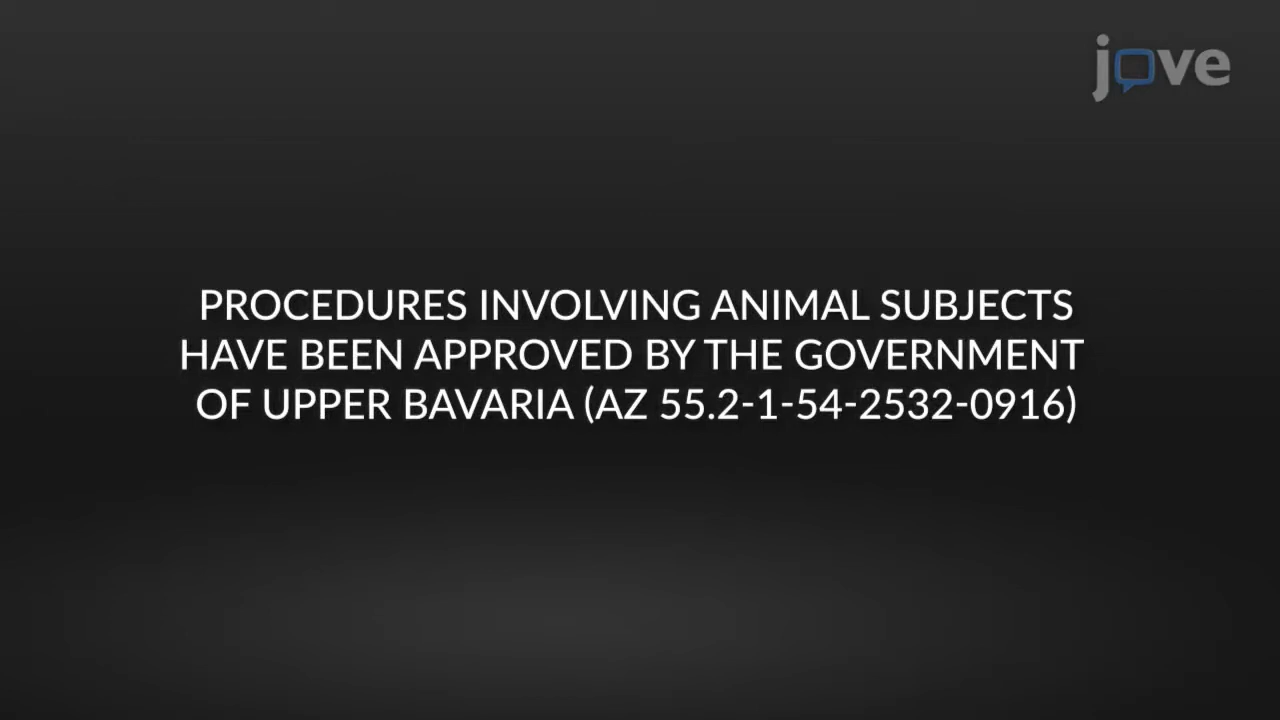 jove
PROCEDURES INVOLVING ANIMAL SUBJECTS
HAVE BEEN APPROVED BY THE GOVERNMENT
OF UPPER BAVARIA (AZ 55.2-1-54-2532-0916)